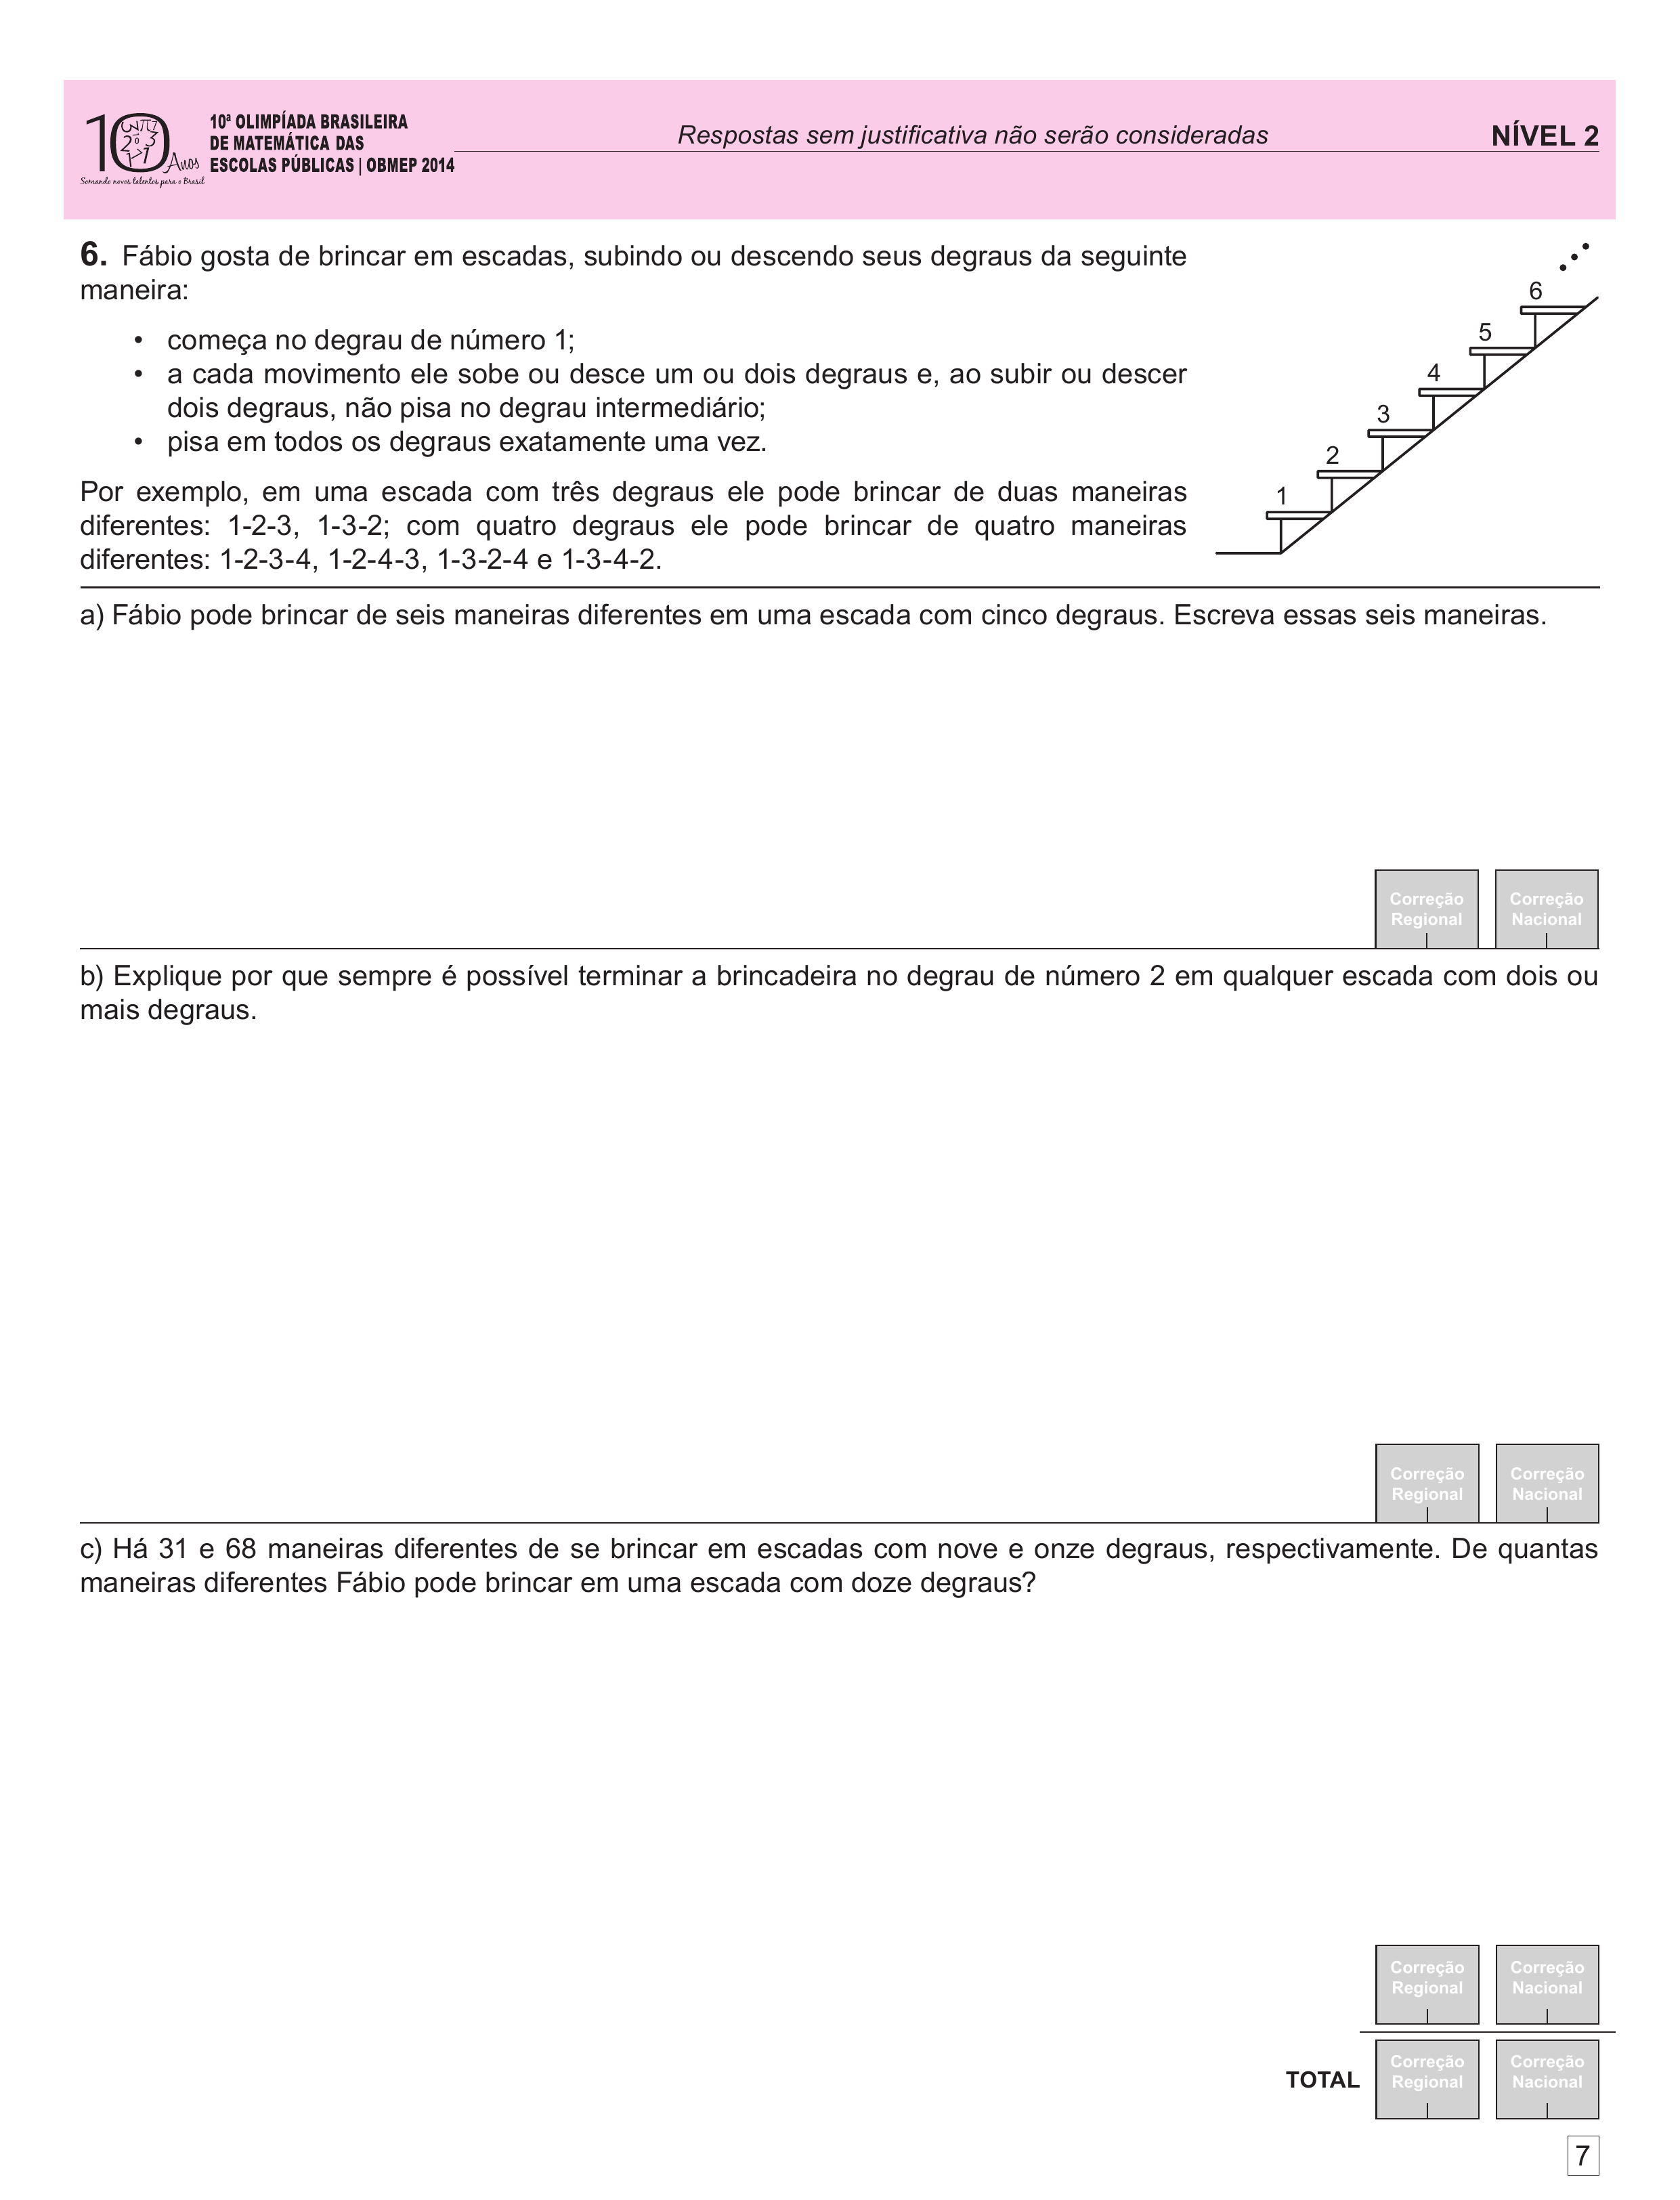 10 Anos
Somando novos talentos para o Brasil
10ª OLIMPÍADA BRASILEIRA
DE MATEMÁTICA DAS
ESCOLAS PÚBLICAS | OBMEP 2014
Respostas sem justificativa não serão consideradas
NÍVEL 2
6. Fábio gosta de brincar em escadas, subindo ou descendo seus degraus da seguinte
maneira:
• começa no degrau de número 1;
• a cada movimento ele sobe ou desce um ou dois degraus e, ao subir ou descer
dois degraus, não pisa no degrau intermediário;
• pisa em todos os degraus exatamente uma vez.
Por exemplo, em uma escada com três degraus ele pode brincar de duas maneiras
diferentes: 1-2-3, 1-3-2; com quatro degraus ele pode brincar de quatro maneiras
diferentes: 1-2-3-4, 1-2-4-3, 1-3-2-4 e 1-3-4-2.
6
5
4
3
2
1
a) Fábio pode brincar de seis maneiras diferentes em uma escada com cinco degraus. Escreva essas seis maneiras.
Correção
Regional
Correção
Nacional
b) Explique por que sempre é possível terminar a brincadeira no degrau de número 2 em qualquer escada com dois ou
mais degraus.
Correção
Regional
Correção
Nacional
c) Há 31 e 68 maneiras diferentes de se brincar em escadas com nove e onze degraus, respectivamente. De quantas
maneiras diferentes Fábio pode brincar em uma escada com doze degraus?
Correção
Regional
Correção
Nacional
TOTAL
Correção
Regional
Correção
Nacional
7